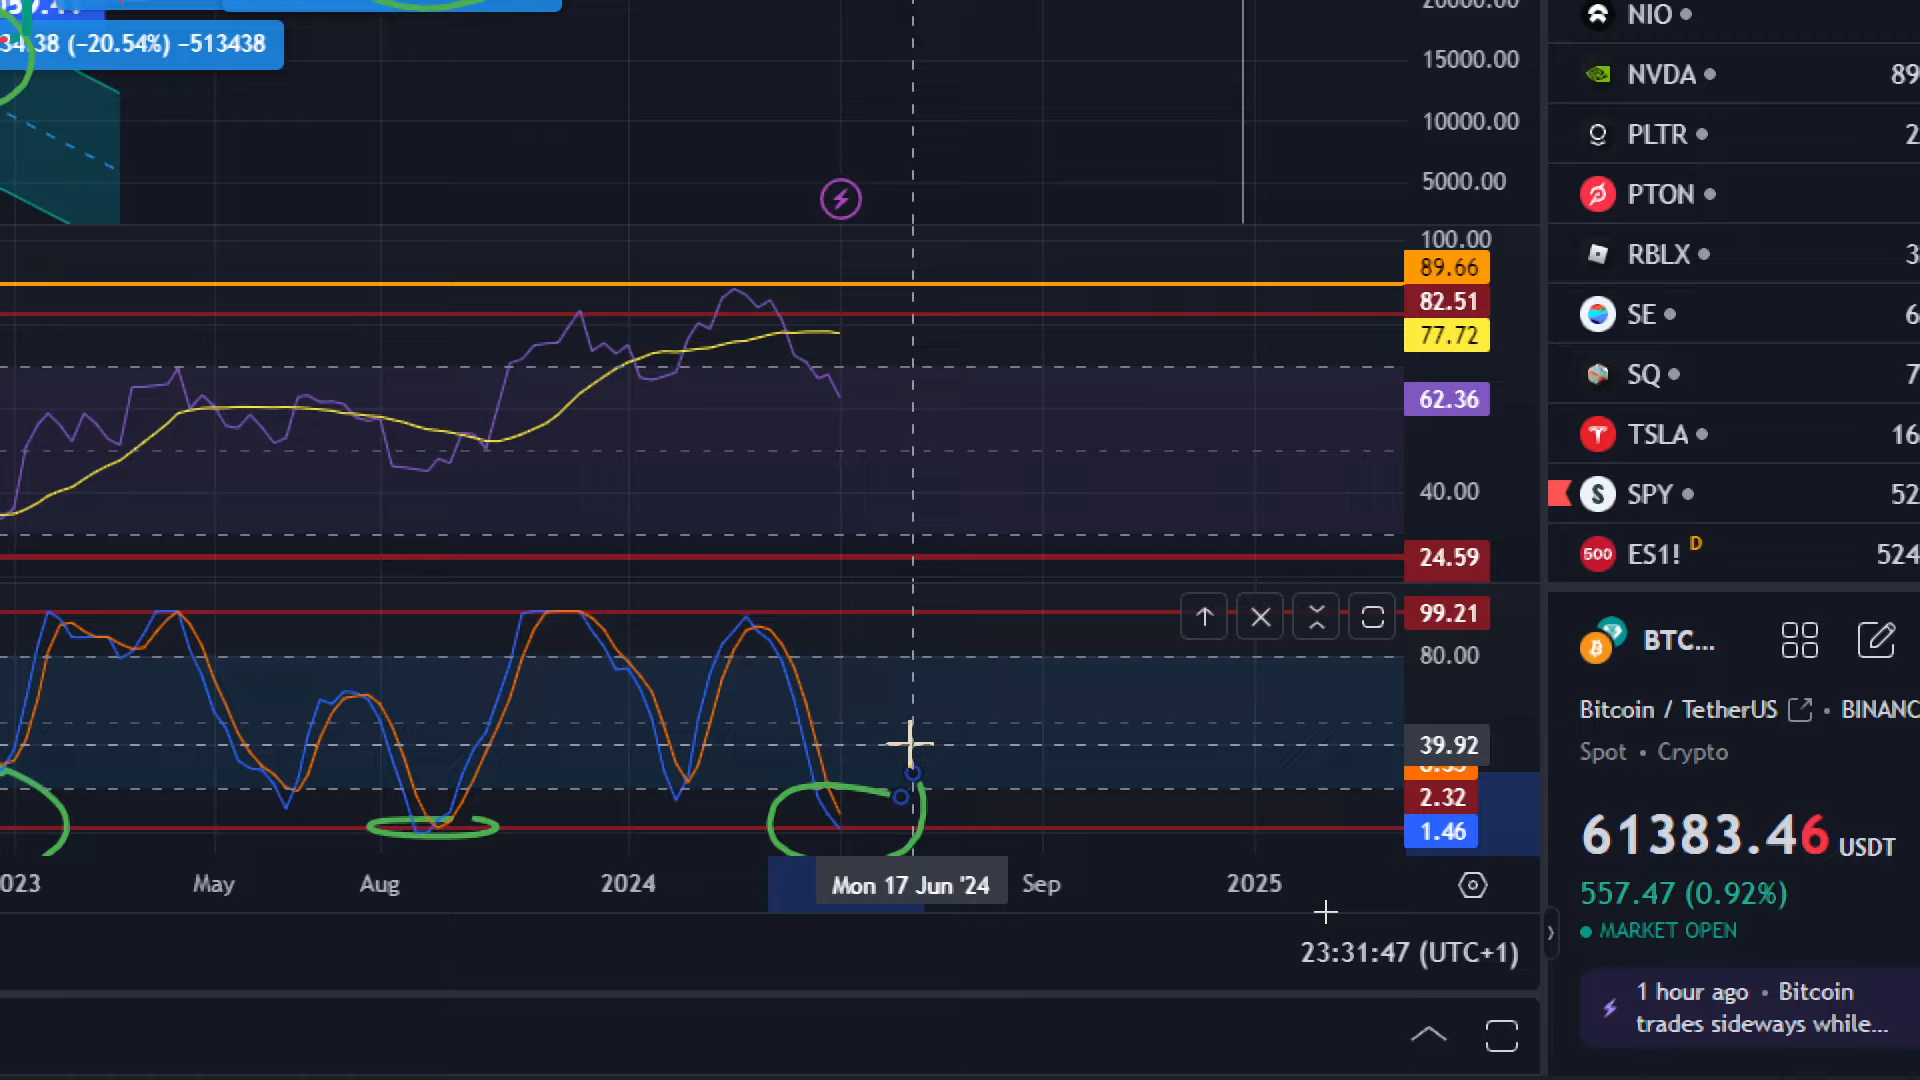 34.38 (−20.54%) −513438
20000.00
15000.00
10000.00
5000.00
100.00
89.66
82.51
77.72
62.36
40.00
24.59
99.21
80.00
39.92
2.32
1.46
May
Aug
2024
Mon 17 Jun '24
Sep
2025
23:31:47 (UTC+1)
NIO
NVDA
89
PLTR
2
PTON
RBLX
3
SE
6
SQ
7
TSLA
16
SPY
52
500 ES1! D
524
BTC...
Bitcoin / TetherUS • BINANC
Spot • Crypto
61383.46 USDT
557.47 (0.92%)
MARKET OPEN
1 hour ago • Bitcoin
trades sideways while...